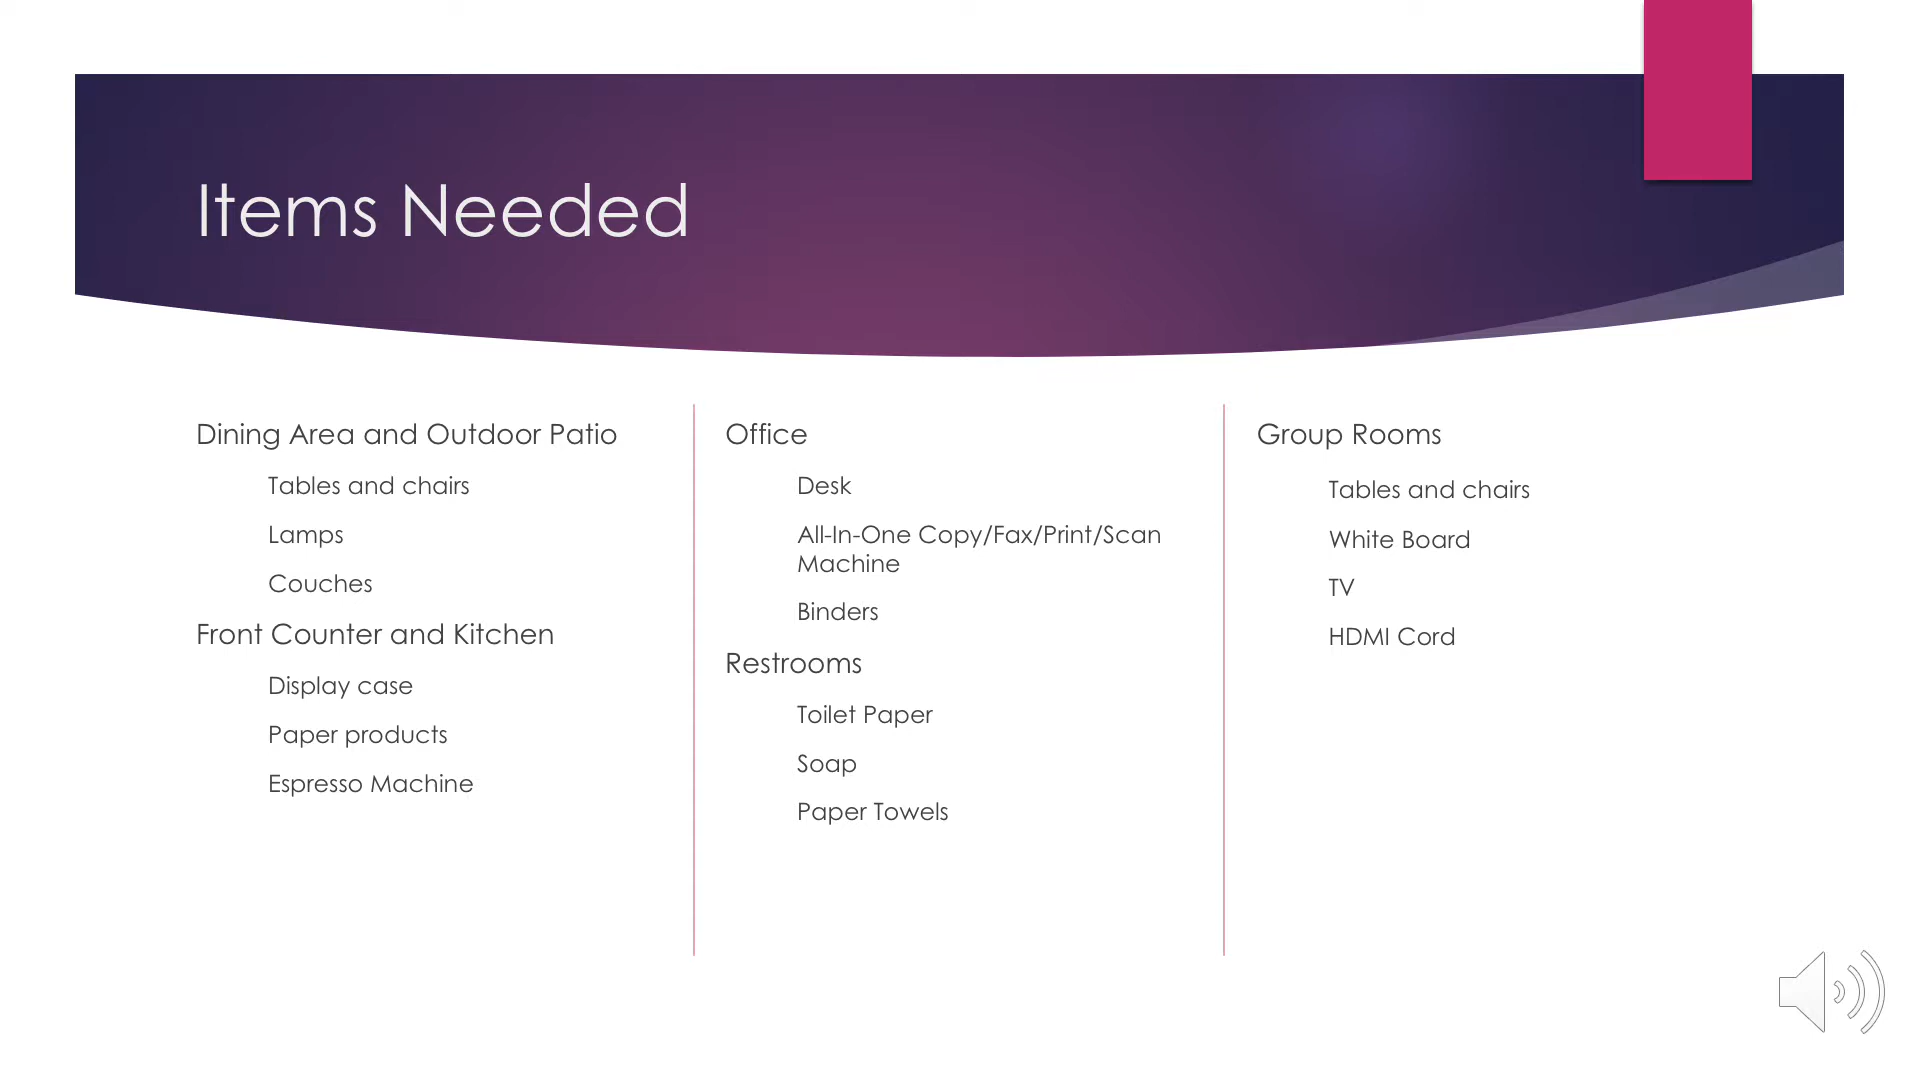 Items Needed
Dining Area and Outdoor Patio
Tables and chairs
Lamps
Couches
Front Counter and Kitchen
Display case
Paper products
Espresso Machine
Office
Desk
All-In-One Copy/Fax/Print/Scan
Machine
Binders
Restrooms
Toilet Paper
Soap
Paper Towels
Group Rooms
Tables and chairs
White Board
TV
HDMI Cord